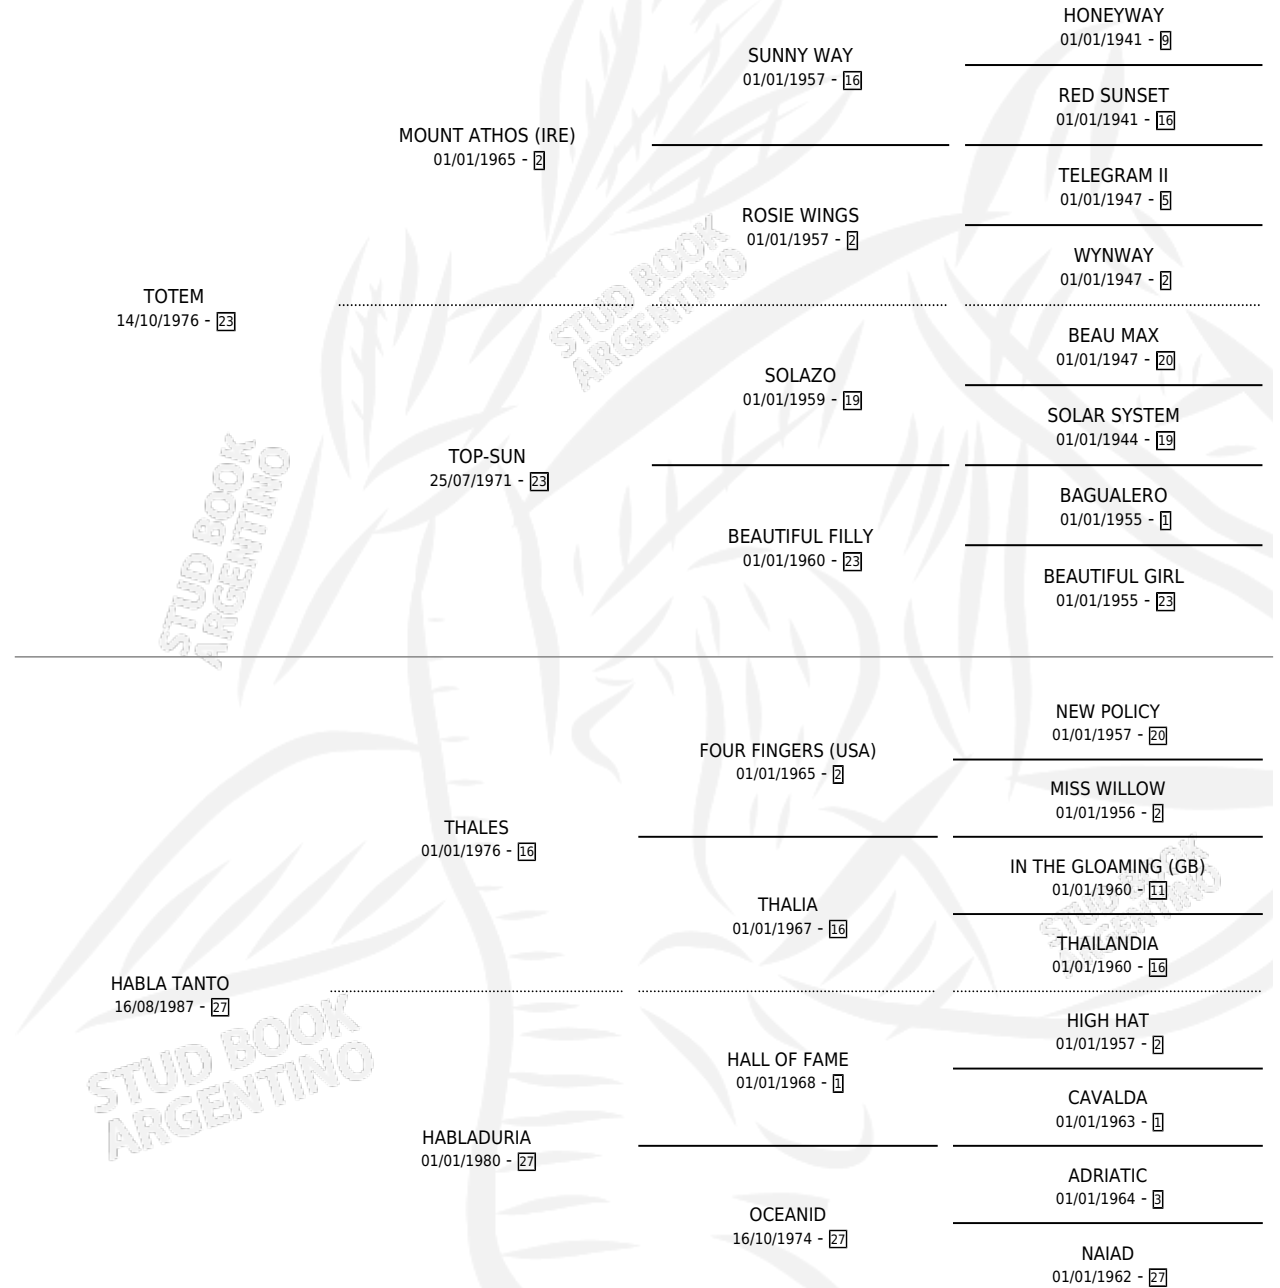 HONEYWAY
01/01/1941 - 9
SUNNY WAY
01/01/1957 - 16
RED SUNSET
01/01/1941 - 16
MOUNT ATHOS (IRE)
01/01/1965 - 2
TELEGRAM II
01/01/1947 - 5
ROSIE WINGS
01/01/1957 - 2
WYNWAY
01/01/1947 - 2
TOTEM
14/10/1976 - 23
BEAU MAX
01/01/1947 - 20
SOLAZO
01/01/1959 - 19
SOLAR SYSTEM
01/01/1944 - 19
TOP-SUN
25/07/1971 - 23
BAGUALERO
01/01/1955 - 1
BEAUTIFUL FILLY
01/01/1960 - 23
BEAUTIFUL GIRL
01/01/1955 - 23
NEW POLICY
01/01/1957 - 20
FOUR FINGERS (USA)
01/01/1965 - 2
MISS WILLOW
01/01/1956 - 2
THALES
01/01/1976 - 16
IN THE GLOAMING (GB)
01/01/1960 - 11
THALIA
01/01/1967 - 16
THAILANDIA
01/01/1960 - 16
HABLA TANTO
16/08/1987 - 27
HIGH HAT
01/01/1957 - 2
HALL OF FAME
01/01/1968 - 1
CAVALDA
01/01/1963 - 1
HABLADURIA
01/01/1980 - 27
ADRIATIC
01/01/1964 - 3
OCEANID
16/10/1974 - 27
NAIAD
01/01/1962 - 27
STUD BOOK
ARGENTINO
STUD BOOK
ARGENTINO
STUD BOOK
ARGENTINO
STUD BOOK
ARGENTINO